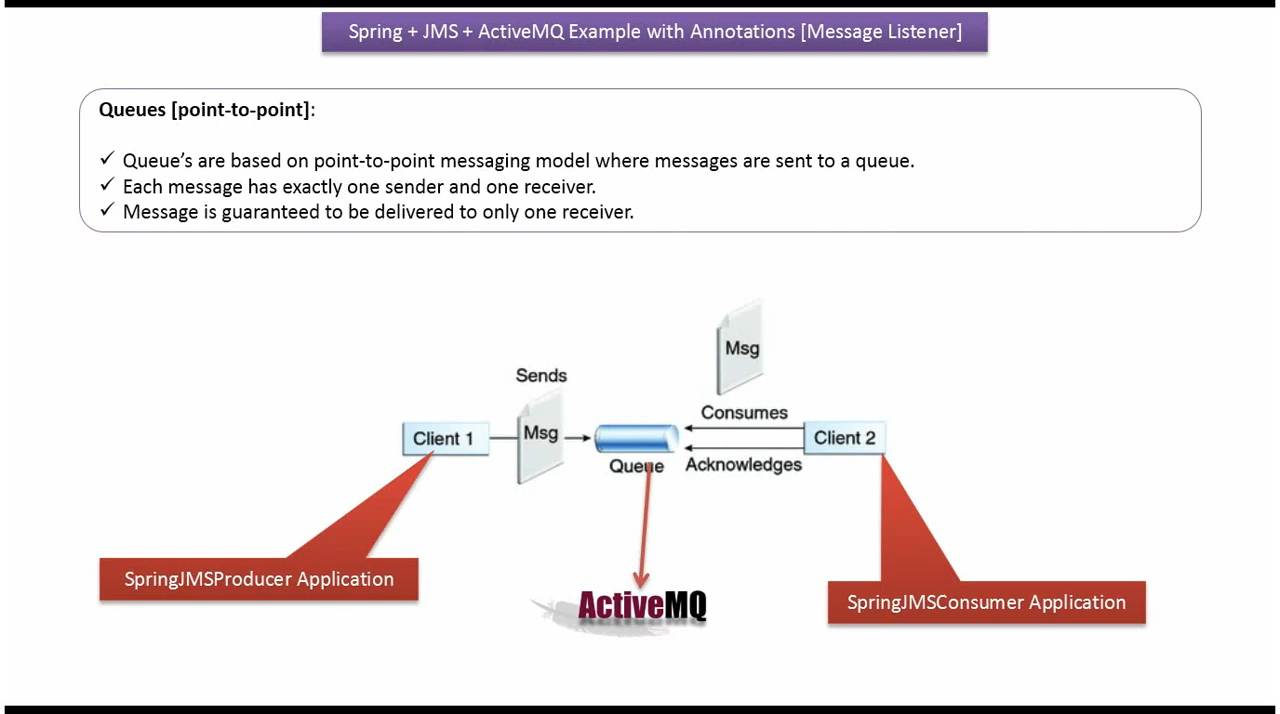 Spring + JMS + ActiveMQ Example with Annotations [Message Listener]
Queues [point-to-point]:
✓ Queue's are based on point-to-point messaging model where messages are sent to a queue.
✓ Each message has exactly one sender and one receiver.
✓ Message is guaranteed to be delivered to only one receiver.
Msg
Sends
Consumes
Client 1
Msg
Client 2
Queue
Acknowledges
SpringJMSProducer Application
SpringJMSConsumer Application
ActiveMQ